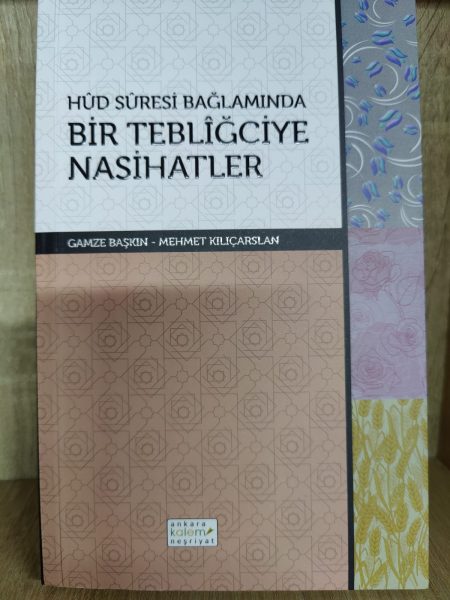 HÛD SÛRESİ BAĞLAMINDA
BİR TEBLÎĞCİYE
NASİHATLER
GAMZE BAŞKIN - MEHMET KILIÇARSLAN
ankara
kalem
neşriyat